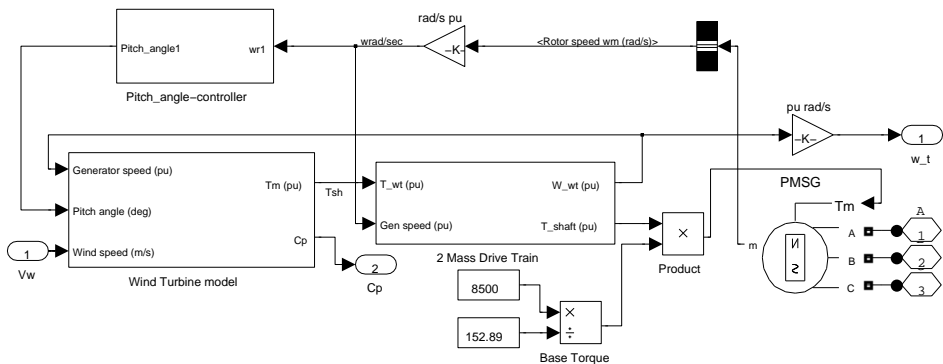 rad/s pu
Pitch_angle1
wr1
wrad/sec
-K-
<Rotor speed wm (rad/s)>
Pitch_angle-controller
pu rad/s
-K-
1
w_t
Generator speed (pu)
Tm (pu)
Tsh
T_wt (pu)
W_wt (pu)
PMSG
Pitch angle (deg)
Gen speed (pu)
T_shaft (pu)
Tm
A
A
1
1
Vw
Wind speed (m/s)
Cp
×
m
N
S
B
2
Wind Turbine model
2
Cp
2 Mass Drive Train
Product
C
3
8500
×
÷
152.89
Base Torque